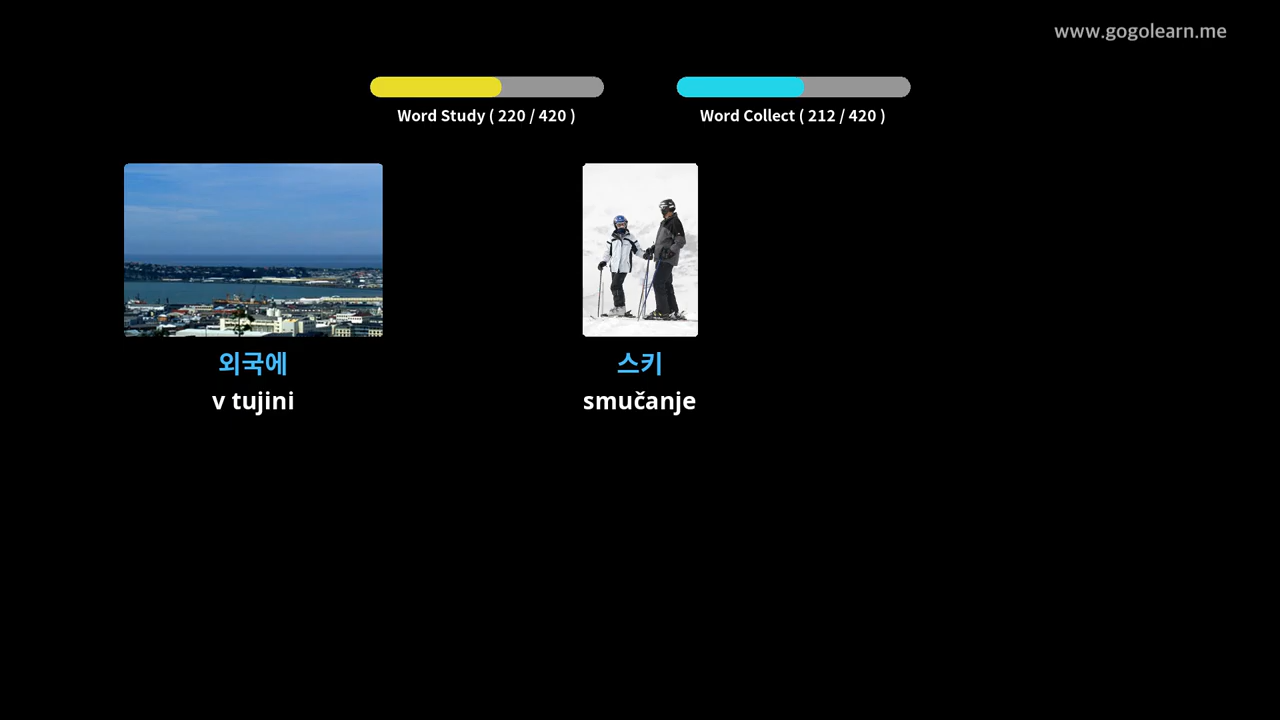 www.gogolearn.me
Word Study ( 220 / 420 )
Word Collect ( 212 / 420 )
외국에
v tujini
스키
smučanje